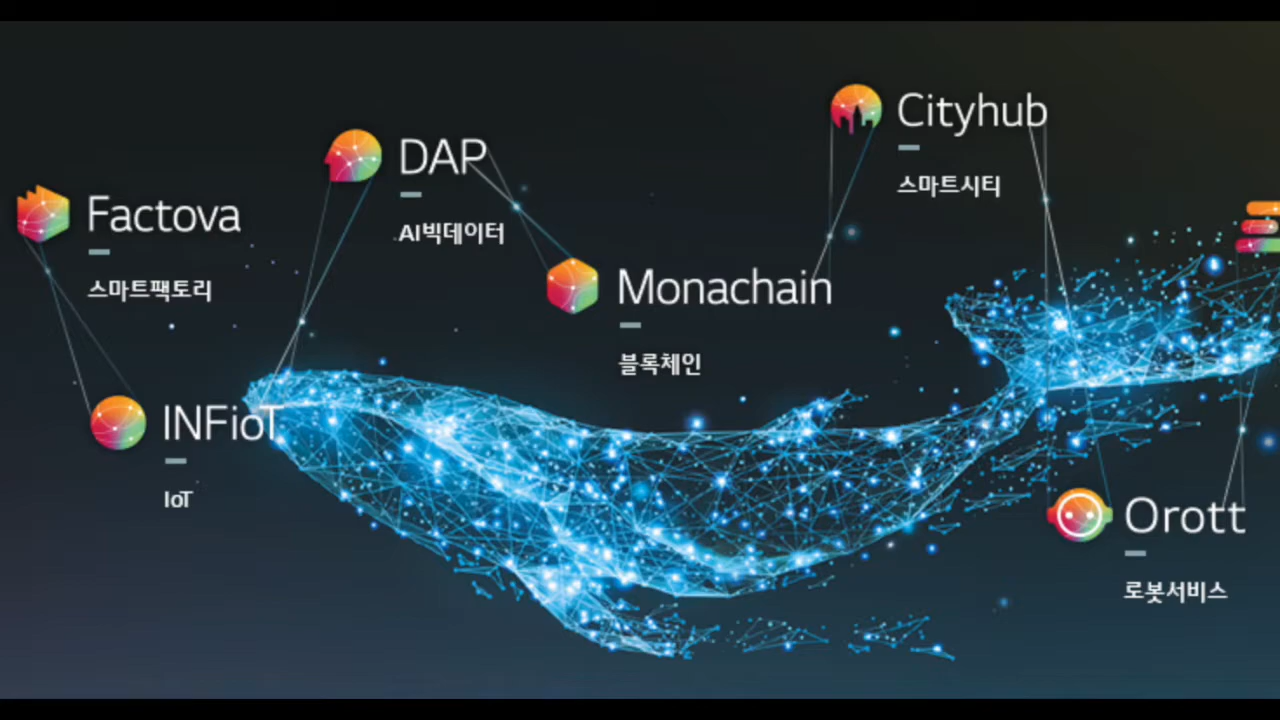 Factova
스마트팩토리
INFioT
IoT
DAP
AI빅데이터
Monachain
블록체인
Cityhub
스마트시티
Orott
로봇서비스